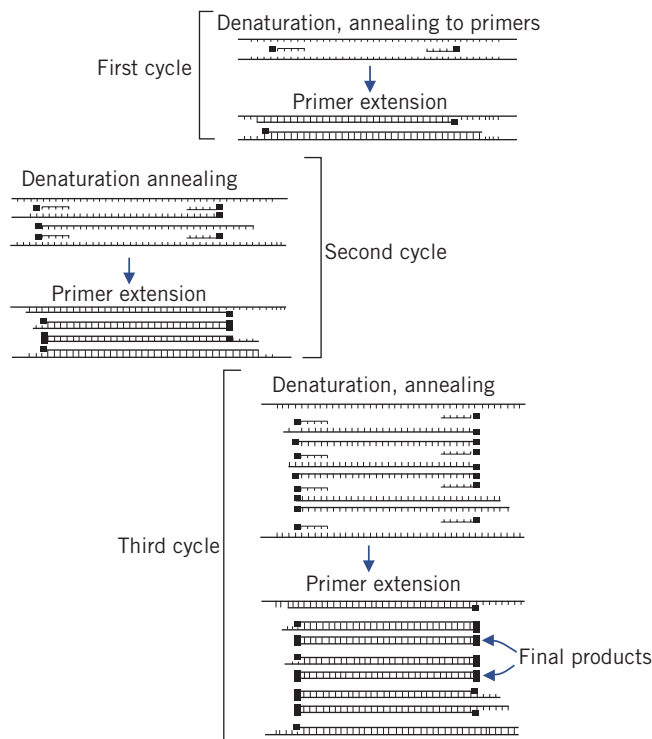 Denaturation, annealing to primers
First cycle
Primer extension
Denaturation annealing
Second cycle
Primer extension
Denaturation, annealing
Third cycle
Primer extension
Final products